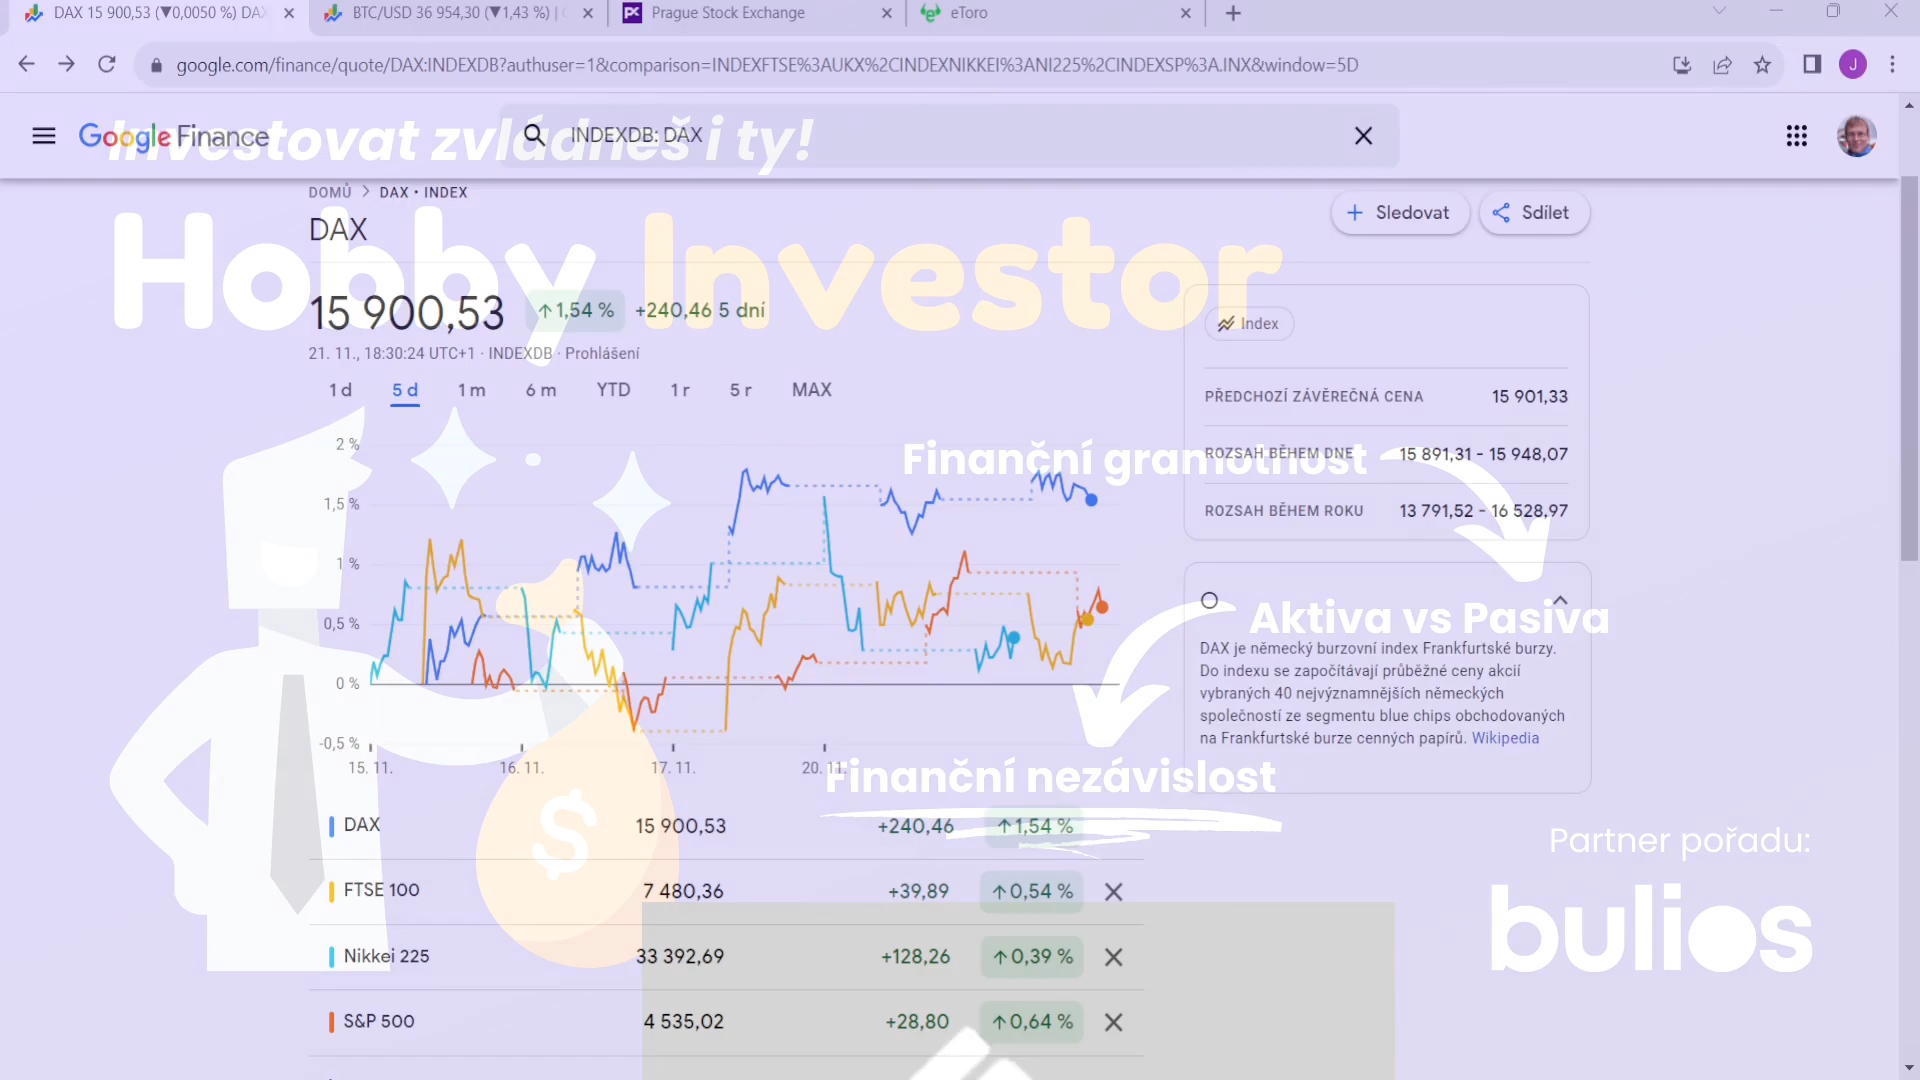 DAX 15 900,53 (▼0,0050 %) DAX
BTC/USD 36 954,30 (▼1,43 %) |
Prague Stock Exchange
eToro
google.com/finance/quote/DAX:INDEXDB?authuser=1&comparison=INDEXFTSE%3AUKX%2CINDEXNIKKEI%3ANI225%2CINDEXSP%3A.INX&window=5D
J
Google Finance
INDEXDB: DAX
Investovat zvládneš i ty!
DOMŮ > DAX • INDEX
DAX
Sledovat
Sdílet
Hobby Investor
15 900,53
↑1,54 %
+240,46 5 dní
21. 11., 18:30:24 UTC+1 · INDEXDB · Prohlášení
1 d
5 d
1 m
6 m
YTD
1 r
5 r
MAX
2 %
1,5 %
1 %
0,5 %
0 %
-0,5 %
15. 11.
16. 11.
17. 11.
20. 11.
Index
PŘEDCHOZÍ ZÁVĚREČNÁ CENA
15 901,33
ROZSAH BĚHEM DNE
15 891,31 - 15 948,07
ROZSAH BĚHEM ROKU
13 791,52 - 16 528,97
Finanční gramotnost
Aktiva vs Pasiva
DAX je německý burzovní index Frankfurtské burzy.
Do indexu se započítávají průběžné ceny akcií
vybraných 40 nejvýznamnějších německých
společností ze segmentu blue chips obchodovaných
na Frankfurtské burze cenných papírů. Wikipedia
Finanční nezávislost
$
DAX
15 900,53
+240,46
↑1,54 %
FTSE 100
7 480,36
+39,89
↑0,54 %
Nikkei 225
33 392,69
+128,26
↑0,39 %
S&P 500
4 535,02
+28,80
↑0,64 %
Partner pořadu:
bulios